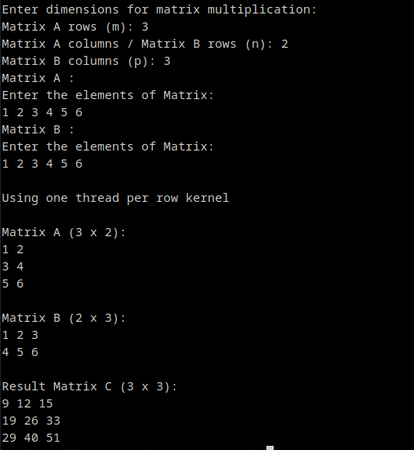 Enter dimensions for matrix multiplication:
Matrix A rows (m): 3
Matrix A columns / Matrix B rows (n): 2
Matrix B columns (p): 3
Matrix A :
Enter the elements of Matrix:
1 2 3 4 5 6
Matrix B :
Enter the elements of Matrix:
1 2 3 4 5 6
Using one thread per row kernel
Matrix A (3 x 2):
1 2
3 4
5 6
Matrix B (2 x 3):
1 2 3
4 5 6
Result Matrix C (3 x 3):
9 12 15
19 26 33
29 40 51